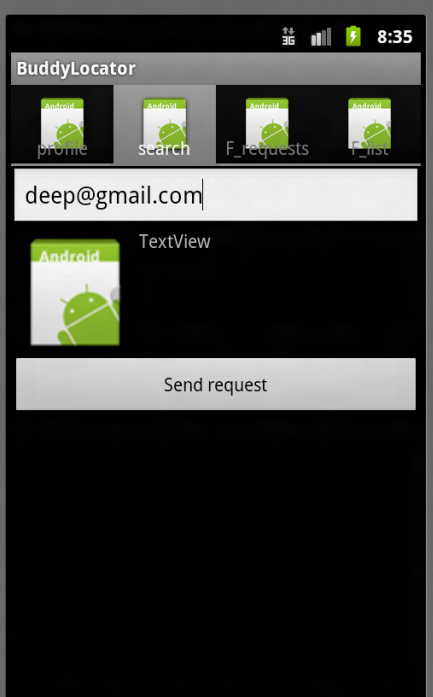 3G 8:35
BuddyLocator
Android Android Android Android
profile search F_requests F_list
deep@gmail.com
Android TextView
Send request